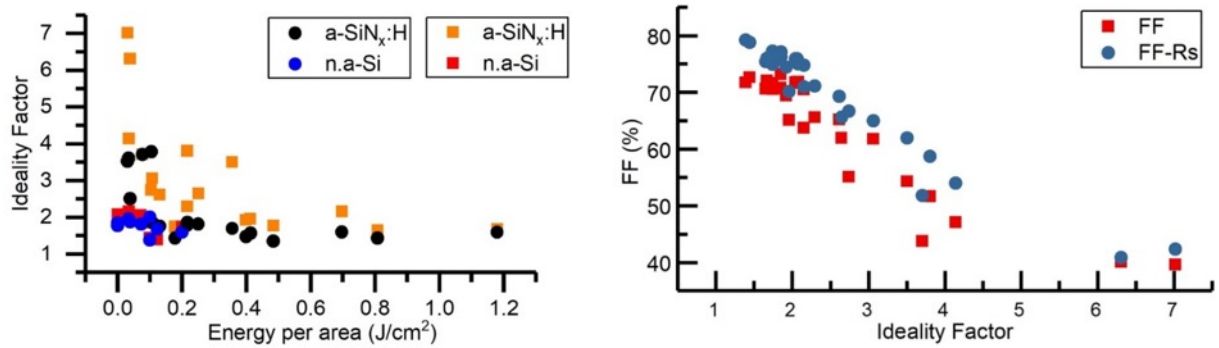 a-SiNx:H
n.a-Si
a-SiNx:H
n.a-Si
Ideality Factor
7
6
5
4
3
2
1
0.0 0.2 0.4 0.6 0.8 1.0 1.2
Energy per area (J/cm²)
FF
FF-Rs
FF (%)
80
70
60
50
40
1 2 3 4 5 6 7
Ideality Factor